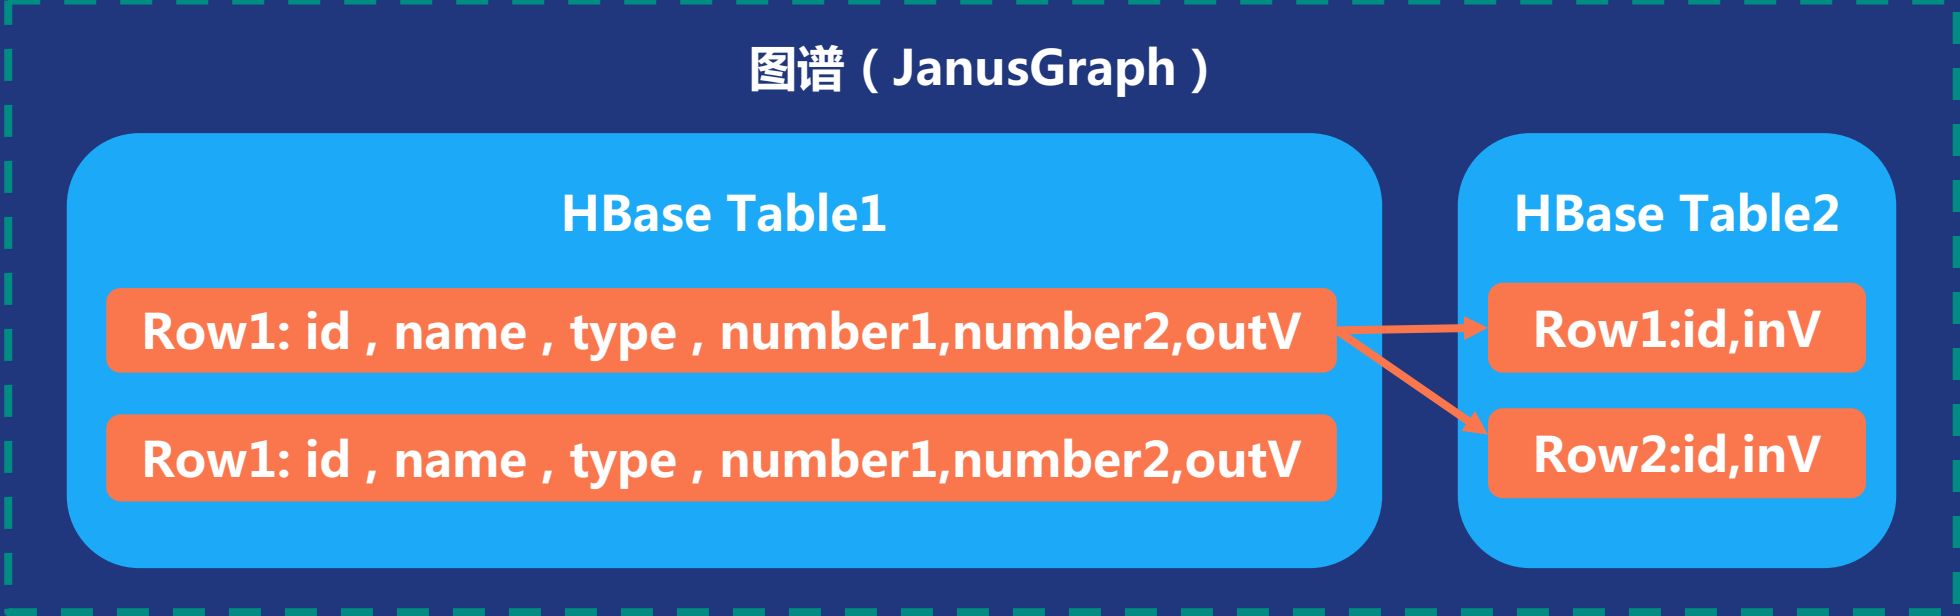 图谱（JanusGraph）
HBase Table1
Row1: id , name , type , number1,number2,outV
Row1: id , name , type , number1,number2,outV
HBase Table2
Row1:id,inV
Row2:id,inV